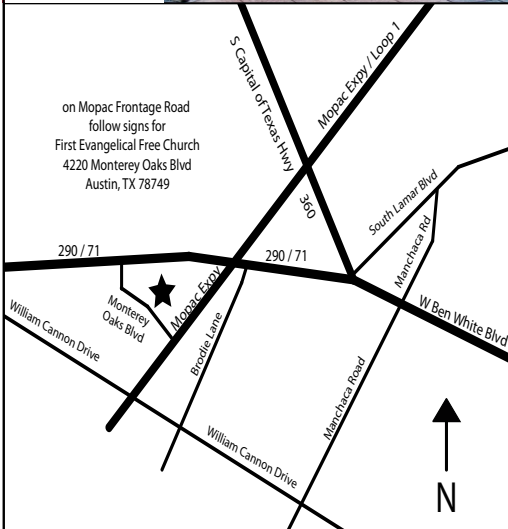 S Capital of Texas Hwy
360
Mopac Expy / Loop 1
on Mopac Frontage Road
follow signs for
First Evangelical Free Church
4220 Monterey Oaks Blvd
Austin, TX 78749
South Lamar Blvd
Manchaca Rd
290 / 71
290 / 71
Mopac Expy
Monterey
Oaks Blvd
William Cannon Drive
Brodie Lane
W Ben White Blvd
Manchaca Road
William Cannon Drive
N